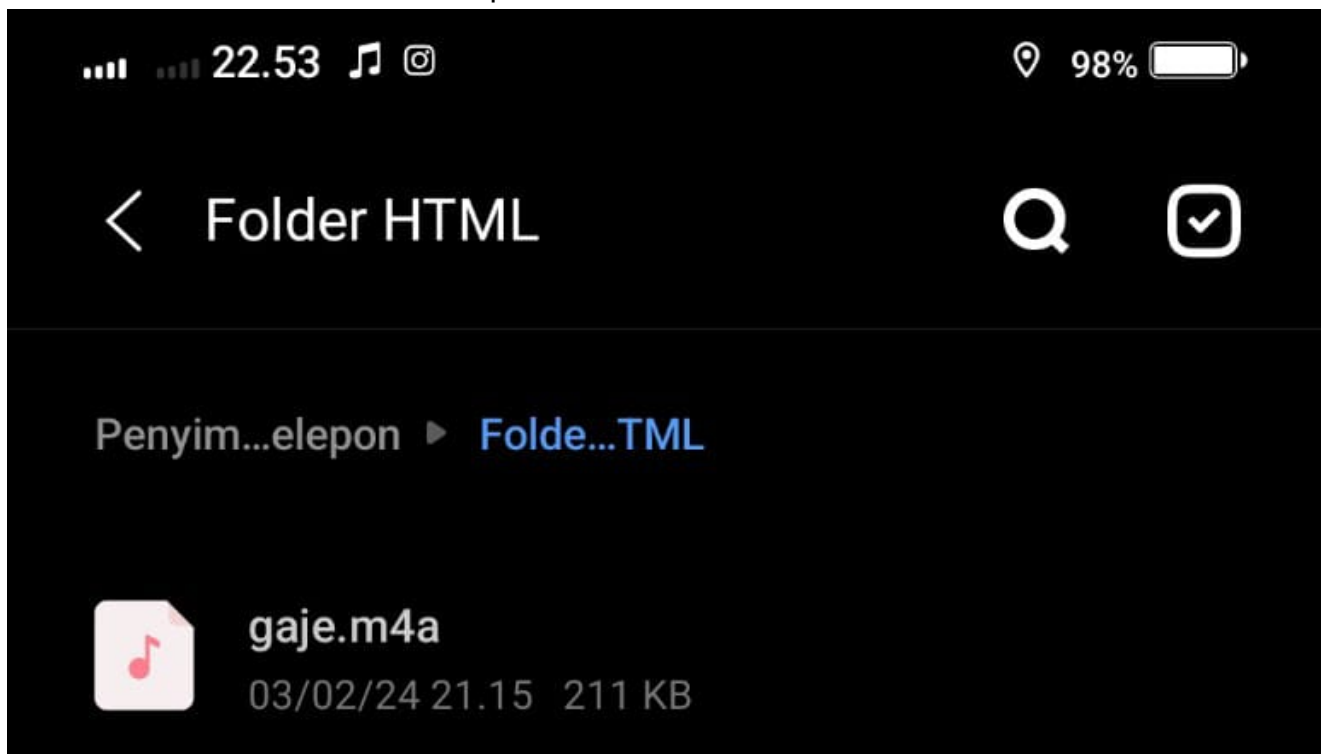 22.53 98%
Folder HTML
Penyim...elepon Folde...TML
gaje.m4a
03/02/24 21.15 211 KB